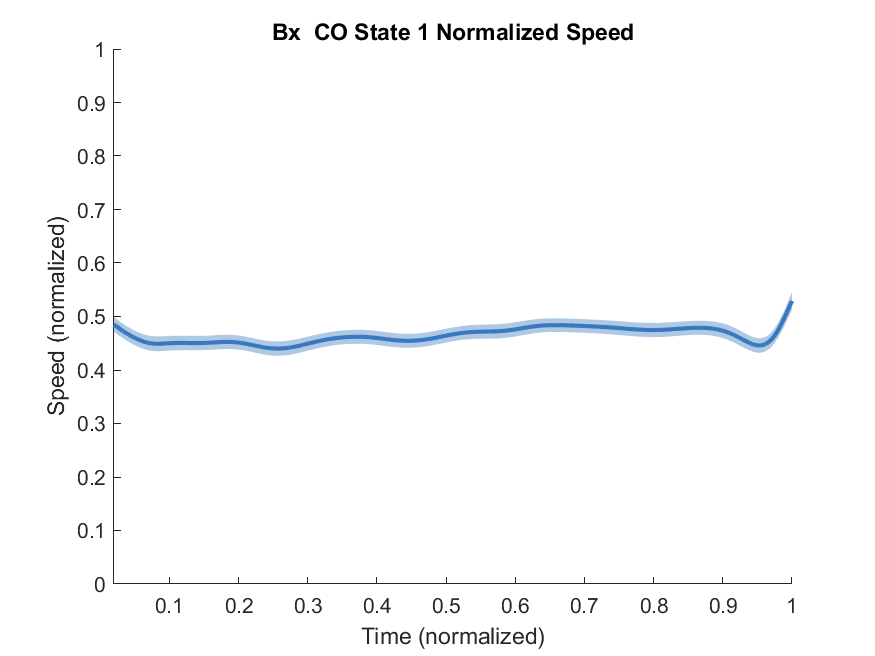 Bx  CO State 1 Normalized Speed
1
0.9
0.8
0.7
0.6
0.5
0.4
0.3
0.2
0.1
0
Speed (normalized)
0.1 0.2 0.3 0.4 0.5 0.6 0.7 0.8 0.9 1
Time (normalized)